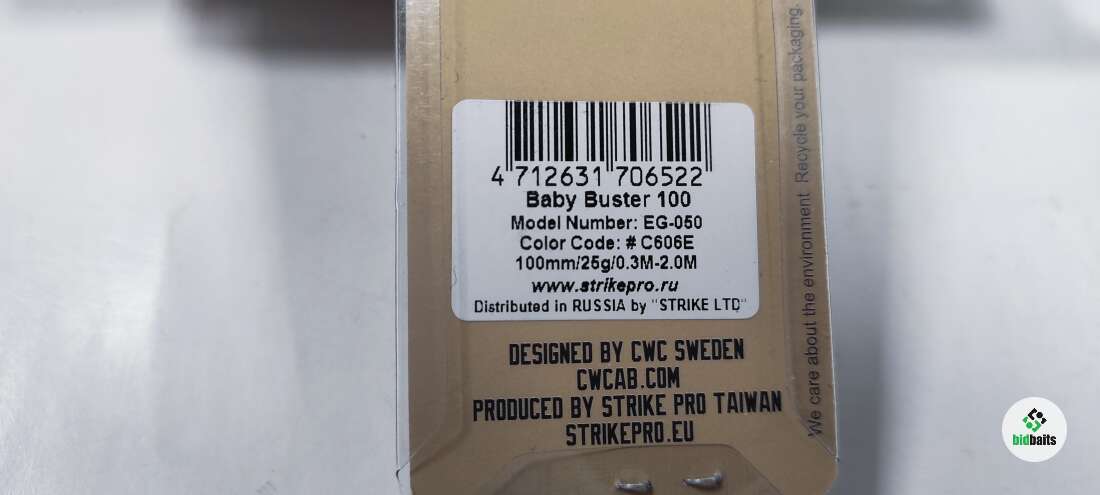 4 712631 706522
Baby Buster 100
Model Number: EG-050
Color Code: # C606E
100mm/25g/0.3M-2.0M
www.strikepro.ru
Distributed in RUSSIA by "STRIKE LTD"
DESIGNED BY CWC SWEDEN
CWCAB.COM
PRODUCED BY STRIKE PRO TAIWAN
STRIKEPRO.EU
We care about the environment. Recycle your packaging.
bidbaits